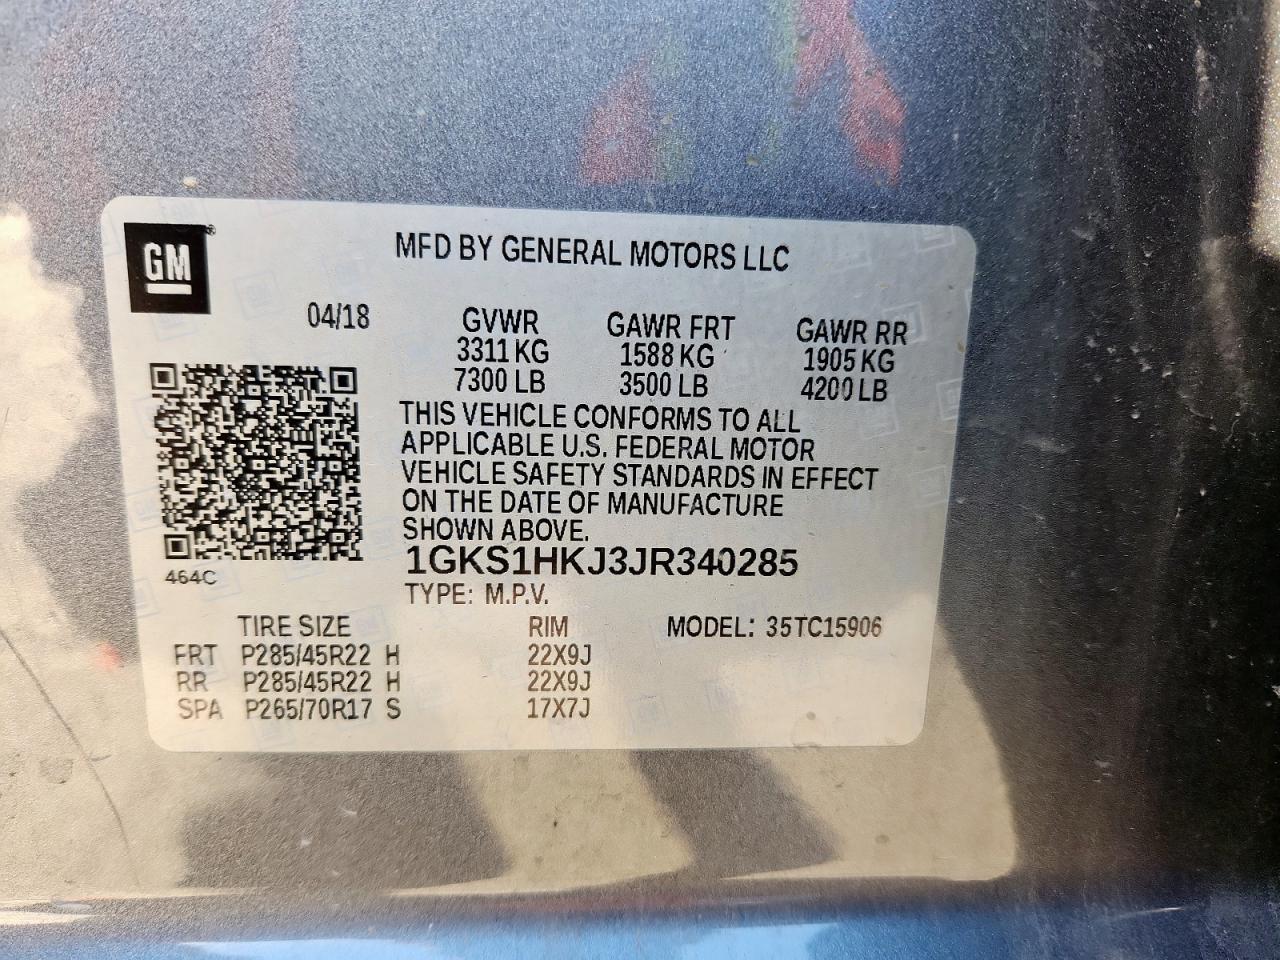 GM
MFD BY GENERAL MOTORS LLC
04/18 GVWR GAWR FRT GAWR RR
3311 KG 1588 KG 1905 KG
7300 LB 3500 LB 4200 LB
THIS VEHICLE CONFORMS TO ALL
APPLICABLE U.S. FEDERAL MOTOR
VEHICLE SAFETY STANDARDS IN EFFECT
ON THE DATE OF MANUFACTURE
SHOWN ABOVE.
1GKS1HKJ3JR340285
464C
TYPE: M.P.V.
TIRE SIZE RIM MODEL: 35TC15906
FRT P285/45R22 H 22X9J
RR P285/45R22 H 22X9J
SPA P265/70R17 S 17X7J